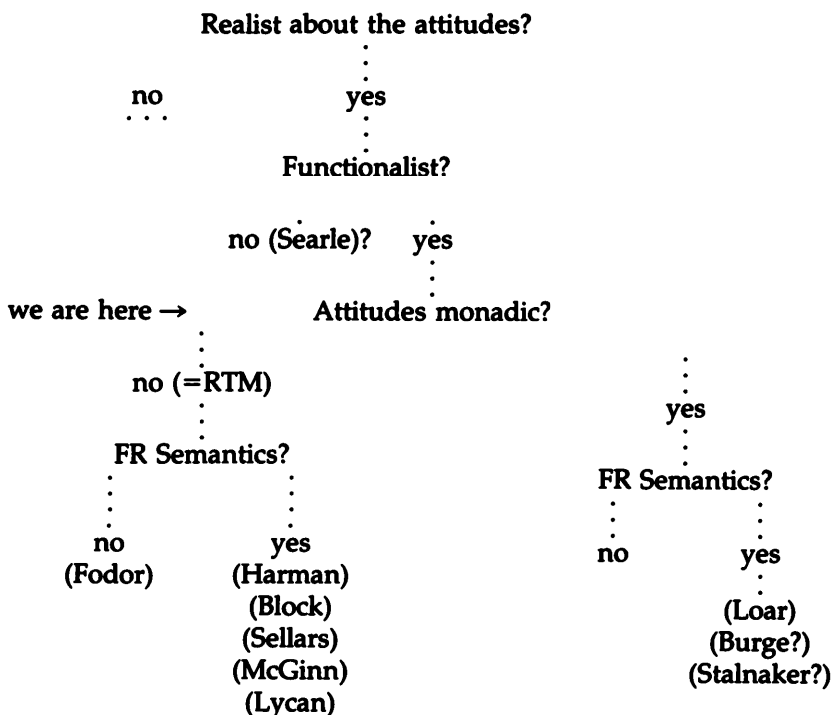 Realist about the attitudes?
no yes
Functionalist?
no (Searle)? yes
we are here → Attitudes monadic?
no (=RTM)
yes
FR Semantics?
FR Semantics?
no yes
no yes
(Fodor) (Harman)
(Block)
(Loar)
(Sellars)
(Burge?)
(McGinn)
(Stalnaker?)
(Lycan)